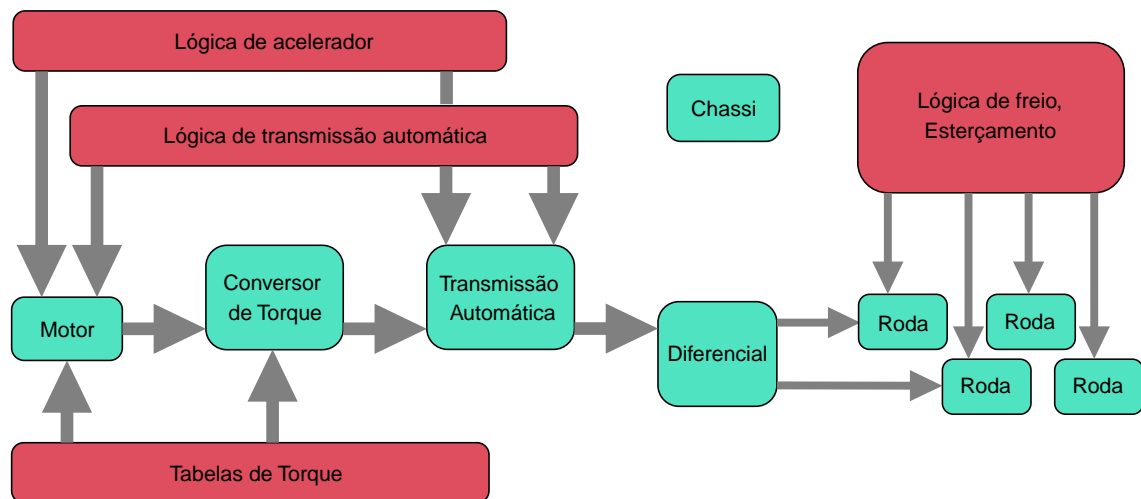 Lógica de acelerador
Lógica de transmissão automática
Chassi
Lógica de freio,
Esterçamento
Conversor
de Torque
Transmissão
Automática
Motor
Diferencial
Roda
Roda
Roda
Roda
Tabelas de Torque